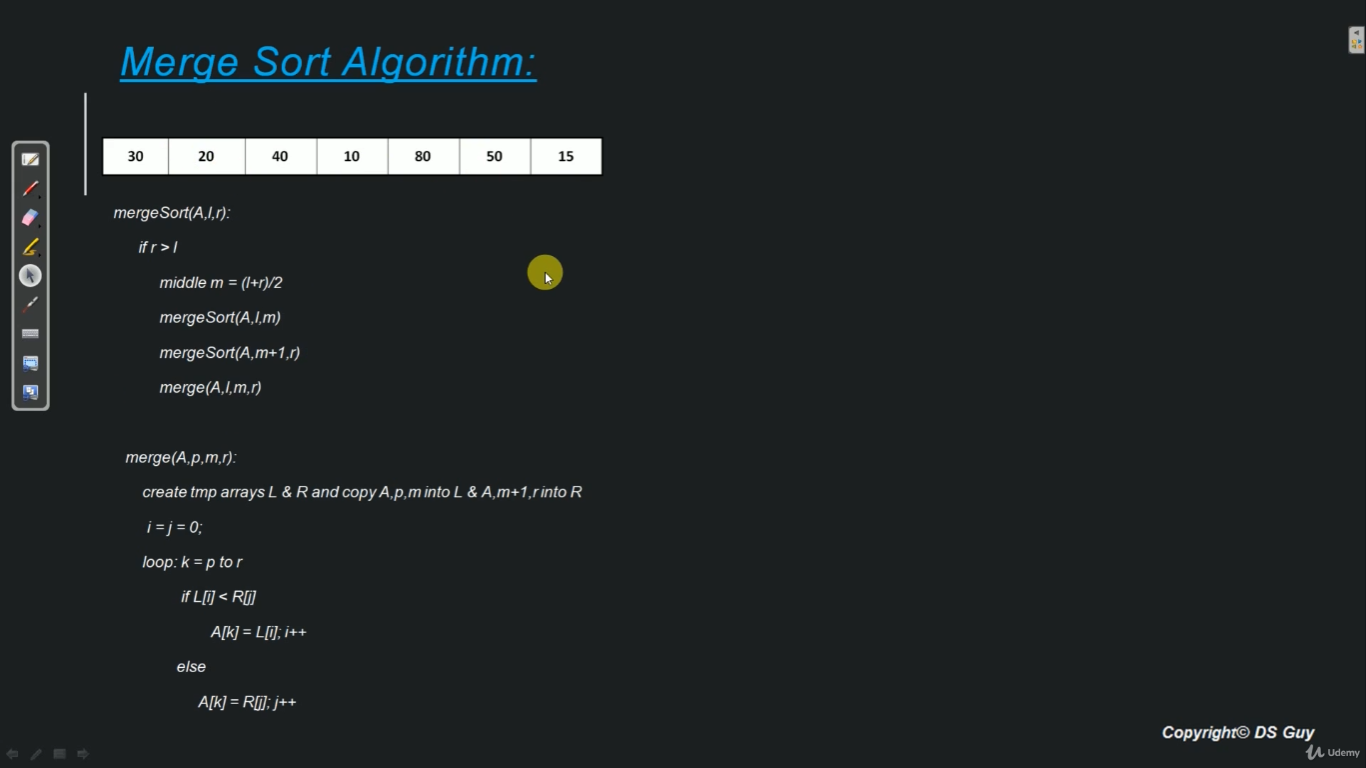 Merge Sort Algorithm:
30 20 40 10 80 50 15
mergeSort(A,l,r):
if r > l
middle m = (l+r)/2
mergeSort(A,l,m)
mergeSort(A,m+1,r)
merge(A,l,m,r)
merge(A,p,m,r):
create tmp arrays L & R and copy A,p,m into L & A,m+1,r into R
i = j = 0;
loop: k = p to r
if L[i] < R[j]
A[k] = L[i]; i++
else
A[k] = R[j]; j++
Copyright© DS Guy
Udemy